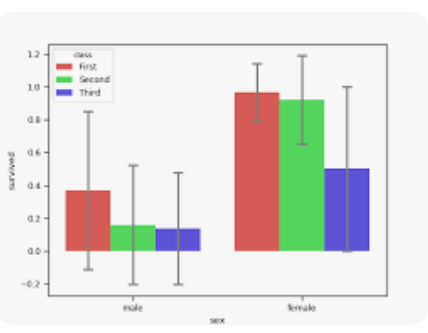 1.2
1.0
0.8
0.6
0.4
0.2
0.0
−0.2
survived
class
First
Second
Third
male
female
sex